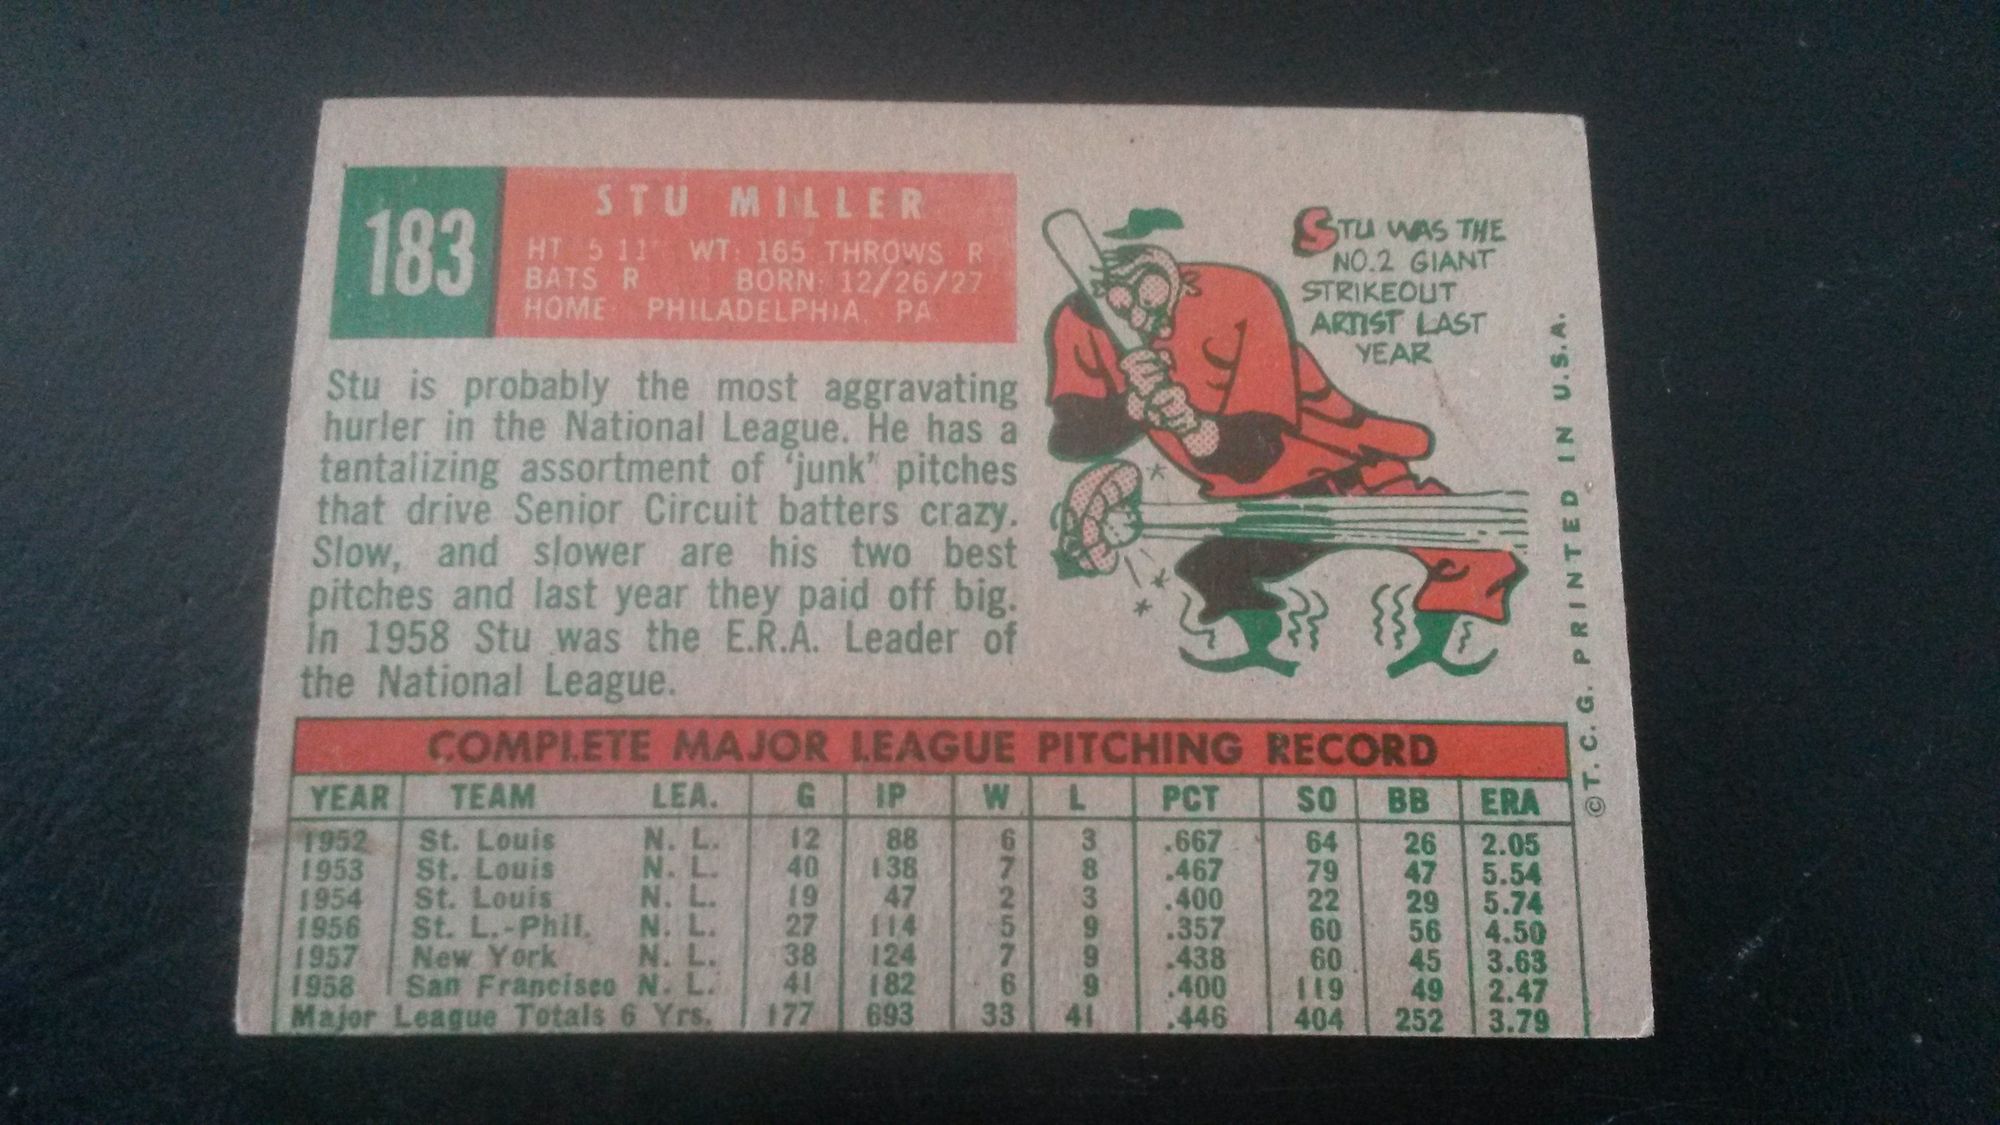 183
STU MILLER
HT 5 11" WT: 165 THROWS R
BATS R BORN: 12/26/27
HOME: PHILADELPHIA, PA
STU WAS THE
NO.2 GIANT
STRIKEOUT
ARTIST LAST
YEAR
Stu is probably the most aggravating
hurler in the National League. He has a
tantalizing assortment of 'junk" pitches
that drive Senior Circuit batters crazy.
Slow, and slower are his two best
pitches and last year they paid off big.
In 1958 Stu was the E.R.A. Leader of
the National League.
COMPLETE MAJOR LEAGUE PITCHING RECORD
YEAR TEAM LEA. G IP W L PCT SO BB ERA
1952 St. Louis N. L. 12 88 6 3 .667 64 26 2.05
1953 St. Louis N. L. 40 138 7 8 .467 79 47 5.54
1954 St. Louis N. L. 19 47 2 3 .400 22 29 5.74
1956 St. L.-Phil. N. L. 27 114 5 9 .357 60 56 4.50
1957 New York N. L. 38 124 7 9 .438 60 45 3.63
1958 San Francisco N. L. 41 182 6 9 .400 119 49 2.47
Major League Totals 6 Yrs. 177 693 33 41 .446 404 252 3.79
©T. C. G. PRINTED IN U.S.A.